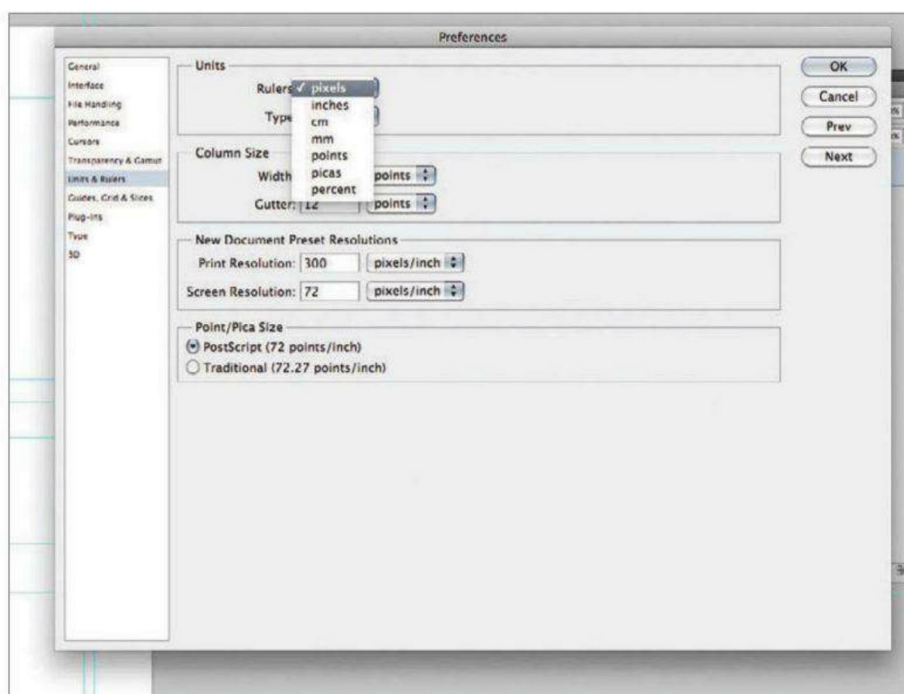 Preferences
General
Interface
File Handling
Performance
Cursors
Transparency & Gamut
Units & Rulers
Guides, Grid & Slices
Plug-Ins
Type
3D
Units
Rulers ✓ pixels
inches
Type
cm
mm
points
picas
percent
Column Size
Width points
Gutter: 12 points
New Document Preset Resolutions
Print Resolution: 300 pixels/inch
Screen Resolution: 72 pixels/inch
Point/Pica Size
PostScript (72 points/inch)
Traditional (72.27 points/inch)
OK
Cancel
Prev
Next